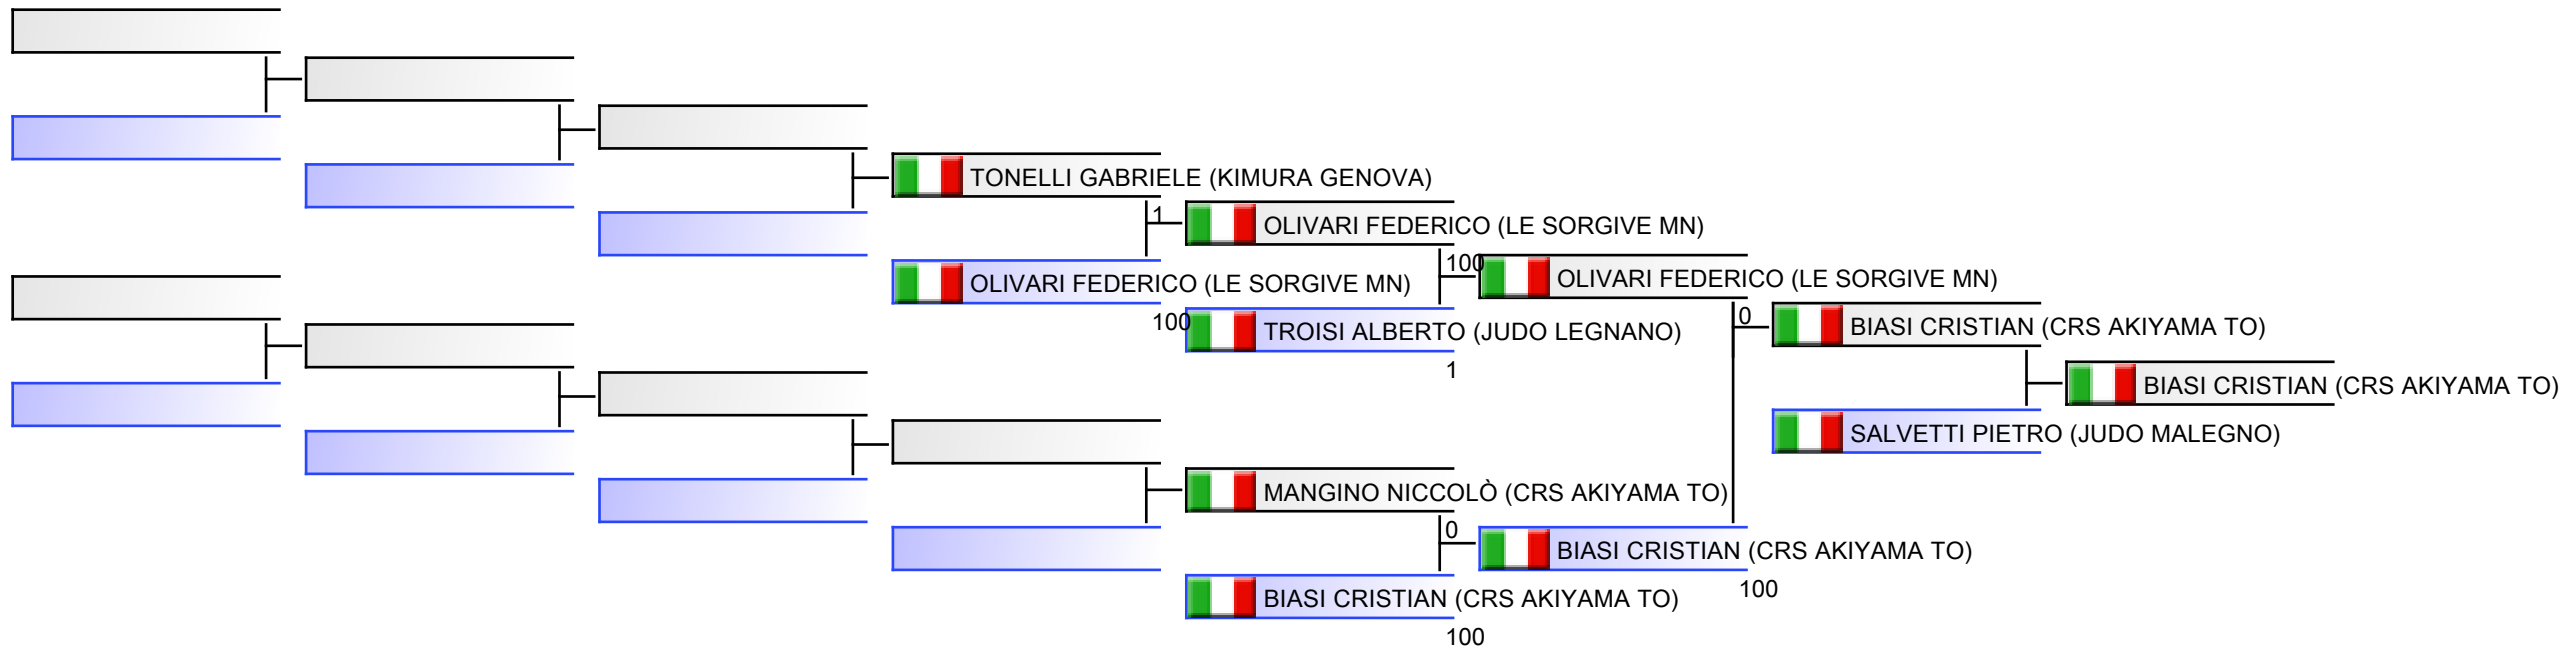 TONELLI GABRIELE (KIMURA GENOVA)
1
OLIVARI FEDERICO (LE SORGIVE MN)
OLIVARI FEDERICO (LE SORGIVE MN)
100
100
OLIVARI FEDERICO (LE SORGIVE MN)
TROISI ALBERTO (JUDO LEGNANO)
1
0
BIASI CRISTIAN (CRS AKIYAMA TO)
BIASI CRISTIAN (CRS AKIYAMA TO)
SALVETTI PIETRO (JUDO MALEGNO)
MANGINO NICCOLÒ (CRS AKIYAMA TO)
0
BIASI CRISTIAN (CRS AKIYAMA TO)
100
BIASI CRISTIAN (CRS AKIYAMA TO)
100